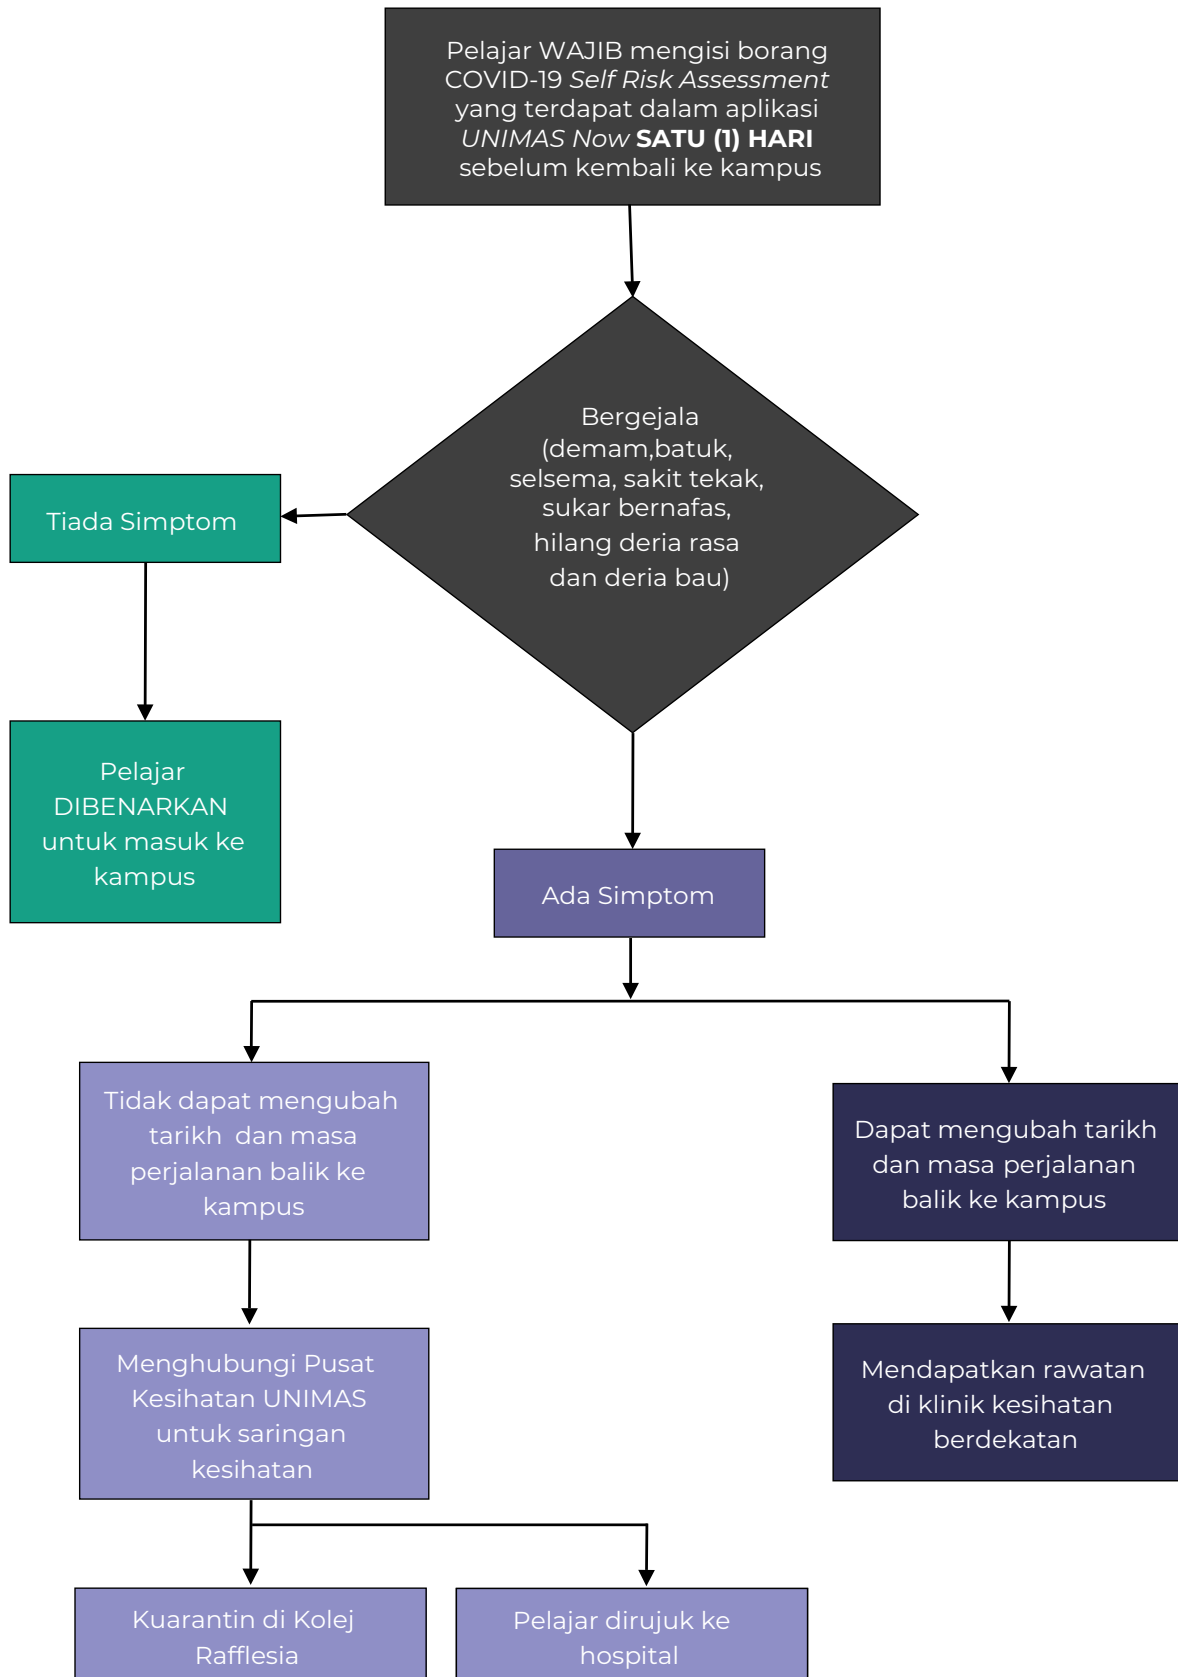 Pelajar WAJIB mengisi borang
COVID-19 Self Risk Assessment
yang terdapat dalam aplikasi
UNIMAS Now SATU (1) HARI
sebelum kembali ke kampus
Bergejala
(demam,batuk,
selsema, sakit tekak,
sukar bernafas,
hilang deria rasa
dan deria bau)
Tiada Simptom
Pelajar
DIBENARKAN
untuk masuk ke
kampus
Ada Simptom
Tidak dapat mengubah
tarikh dan masa
perjalanan balik ke
kampus
Dapat mengubah tarikh
dan masa perjalanan
balik ke kampus
Menghubungi Pusat
Kesihatan UNIMAS
untuk saringan
kesihatan
Mendapatkan rawatan
di klinik kesihatan
berdekatan
Kuarantin di Kolej
Rafflesia
Pelajar dirujuk ke
hospital